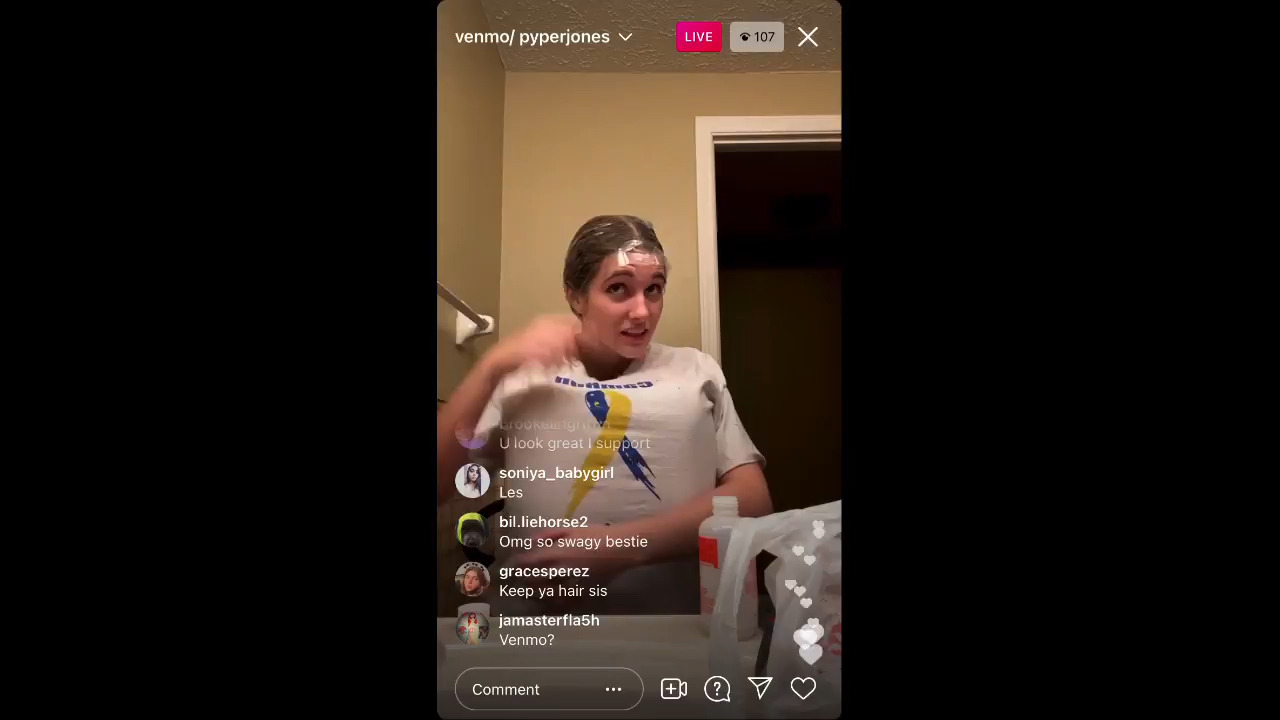 venmo/ pyperjones
LIVE
107
U look great I support
soniya_babygirl
Les
bil.liehorse2
Omg so swagy bestie
gracesperez
Keep ya hair sis
jamasterfla5h
Venmo?
Comment